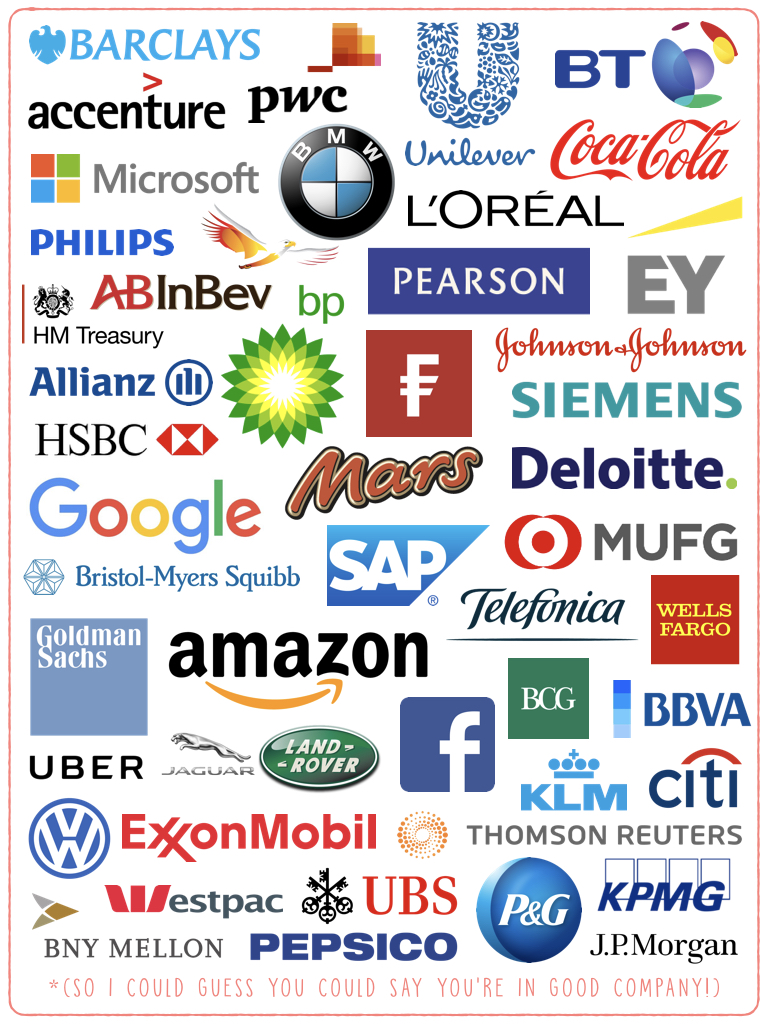 BARCLAYS
accenture
pwc
Unilever
BT
Microsoft
BMW
Coca-Cola
L'ORÉAL
PHILIPS
ABInBev
bp
PEARSON
EY
HM Treasury
Johnson & Johnson
Allianz
SIEMENS
HSBC
Mars
Deloitte.
Google
SAP®
MUFG
Bristol-Myers Squibb
Telefónica
WELLS
FARGO
Goldman
Sachs
amazon
BCG
BBVA
UBER
JAGUAR
LAND-
-ROVER
f
KLM
citi
VW
ExxonMobil
THOMSON REUTERS
Westpac
UBS
P&G
KPMG
BNY MELLON
PEPSICO
J.P.Morgan
*(SO I COULD GUESS YOU COULD SAY YOU'RE IN GOOD COMPANY!)